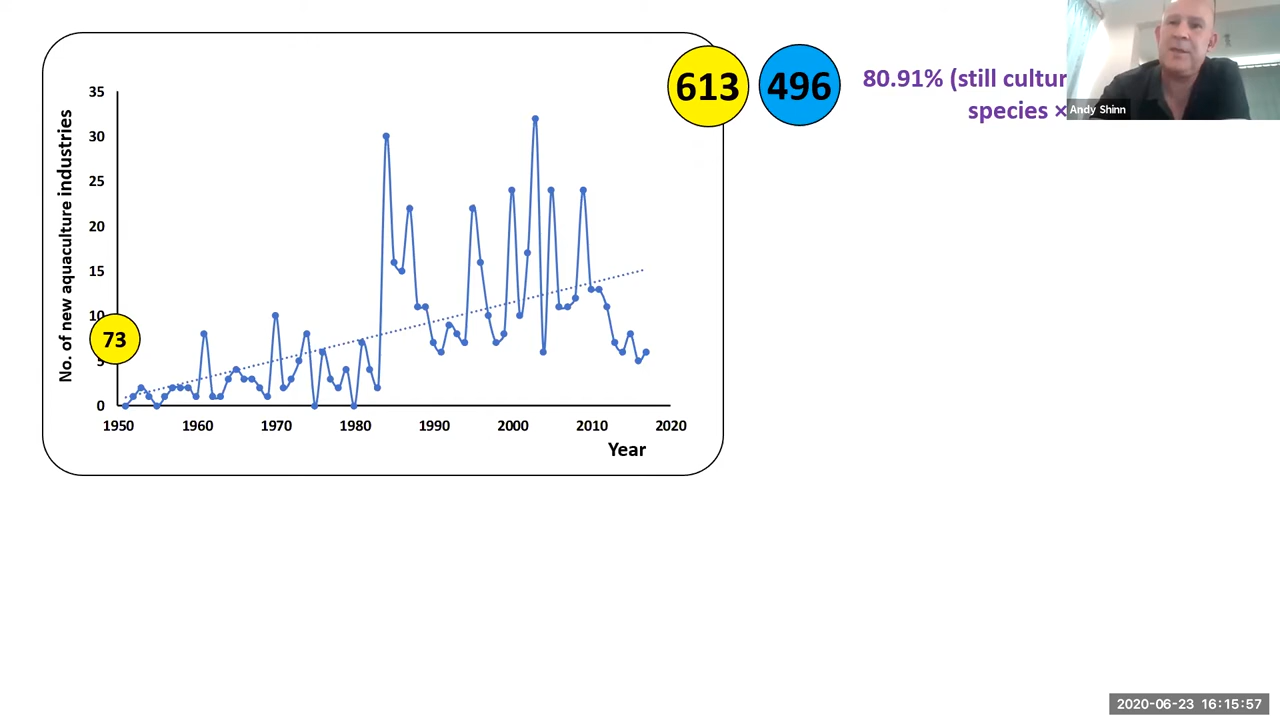 613 496
80.91% (still cultur
species ×
Andy Shinn
No. of new aquaculture industries
35
30
25
20
15
10
5
0
73
1950 1960 1970 1980 1990 2000 2010 2020
Year
2020-06-23 16:15:57